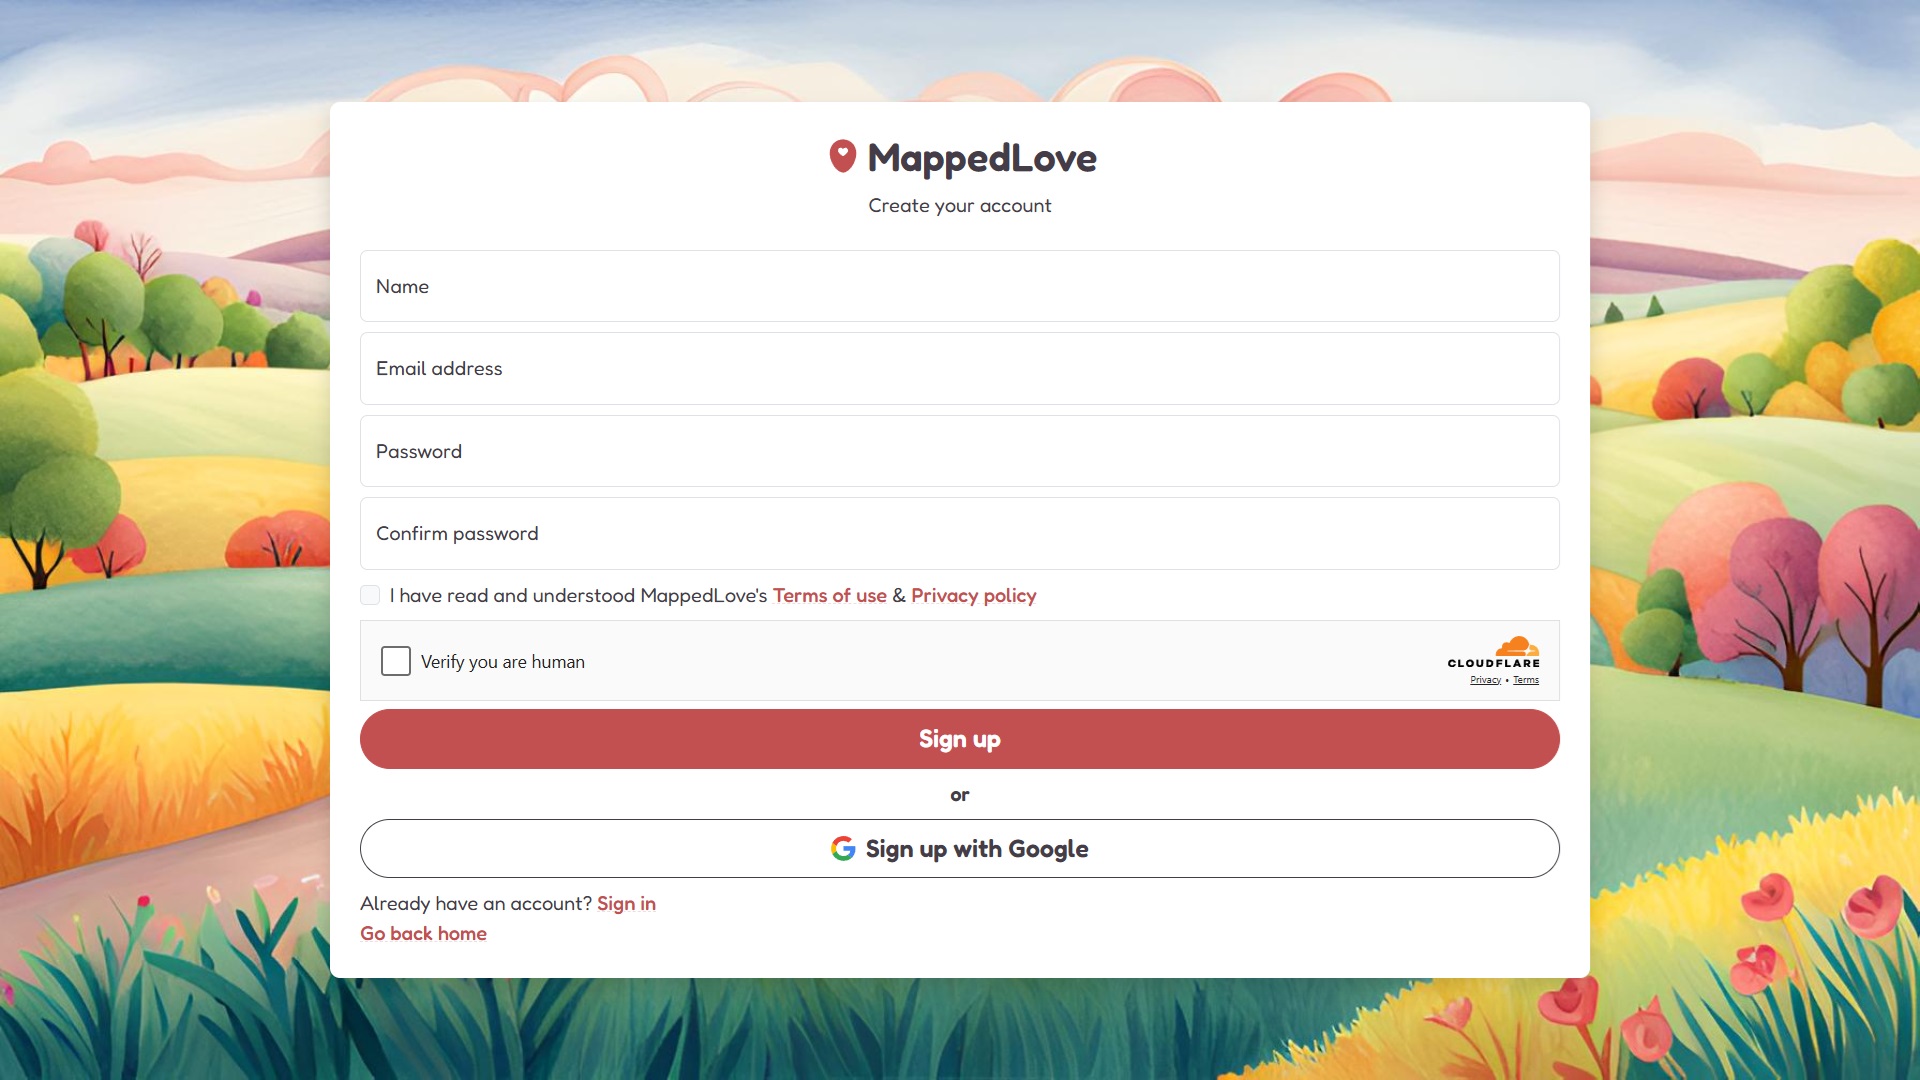 MappedLove
Create your account
Name
Email address
Password
Confirm password
I have read and understood MappedLove's Terms of use & Privacy policy
Verify you are human
CLOUDFLARE
Privacy • Terms
Sign up
or
Sign up with Google
Already have an account? Sign in
Go back home